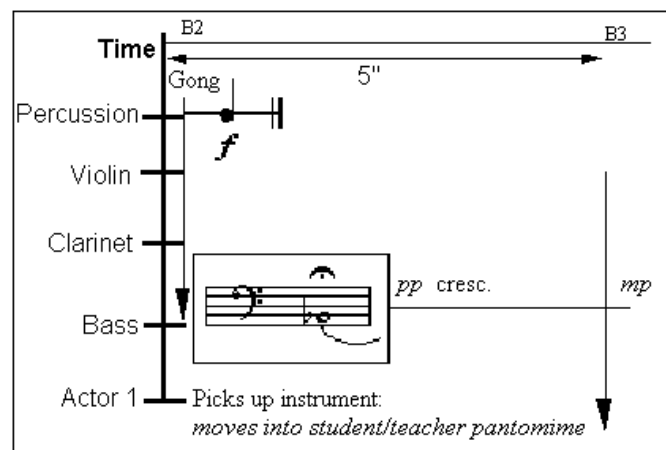 B2
B3
Time
5"
Gong
Percussion
f
Violin
Clarinet
pp cresc.
mp
Bass
Actor 1
Picks up instrument:
moves into student/teacher pantomime